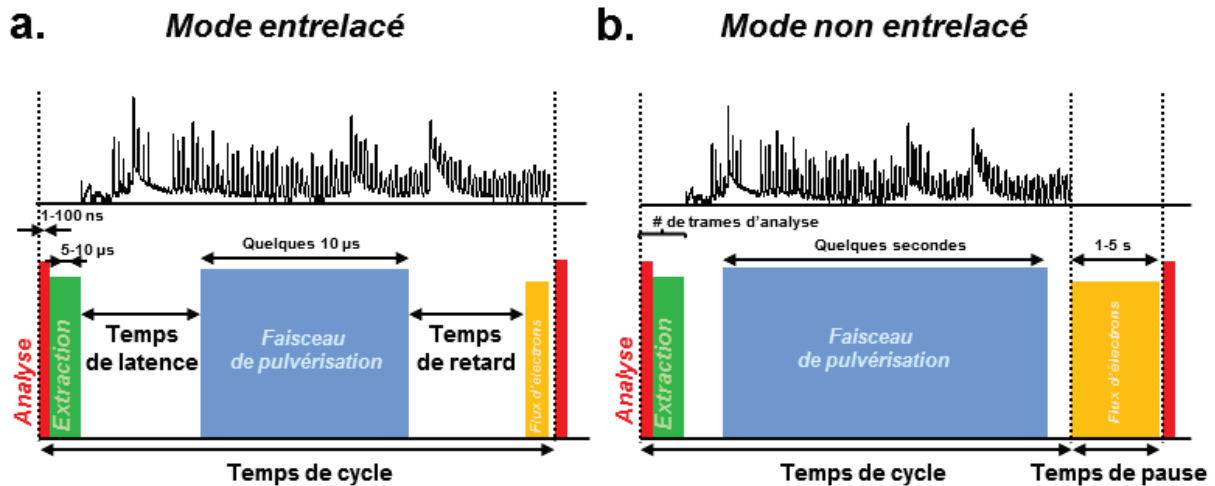 a.
Mode entrelacé
1-100 ns
5-10 µs
Quelques 10 µs
Analyse
Extraction
Temps
de latence
Faisceau
de pulvérisation
Temps
de retard
Flux d'électrons
Temps de cycle
b.
Mode non entrelacé
# de trames d'analyse
Quelques secondes
1-5 s
Analyse
Extraction
Faisceau
de pulvérisation
Flux d'électrons
Temps de cycle
Temps de pause